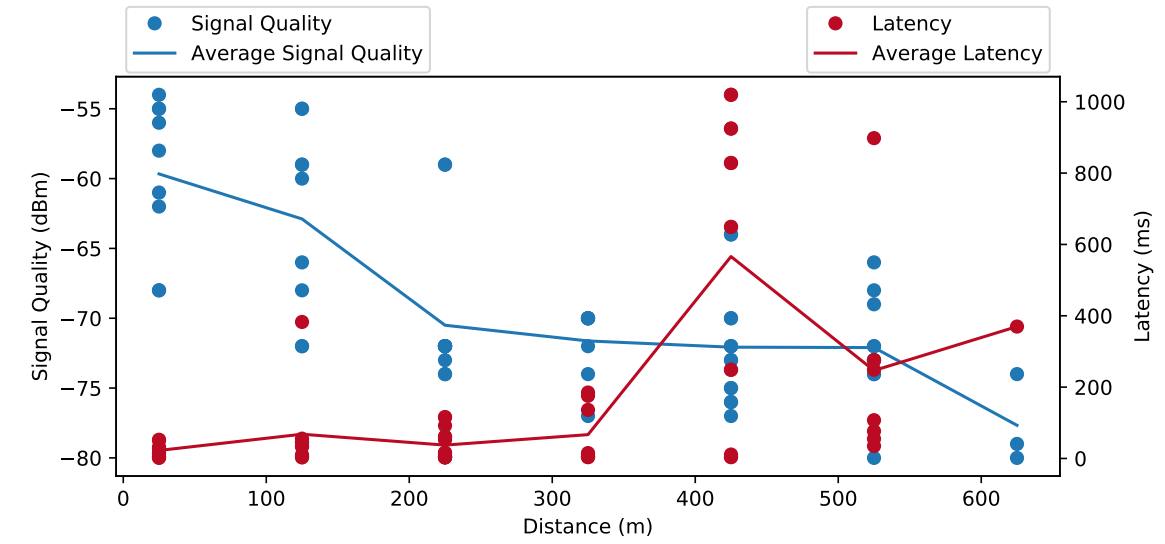 Signal Quality
Average Signal Quality
Latency
Average Latency
Signal Quality (dBm)
−55
−60
−65
−70
−75
−80
1000
800
600
400
200
0
Latency (ms)
0 100 200 300 400 500 600
Distance (m)